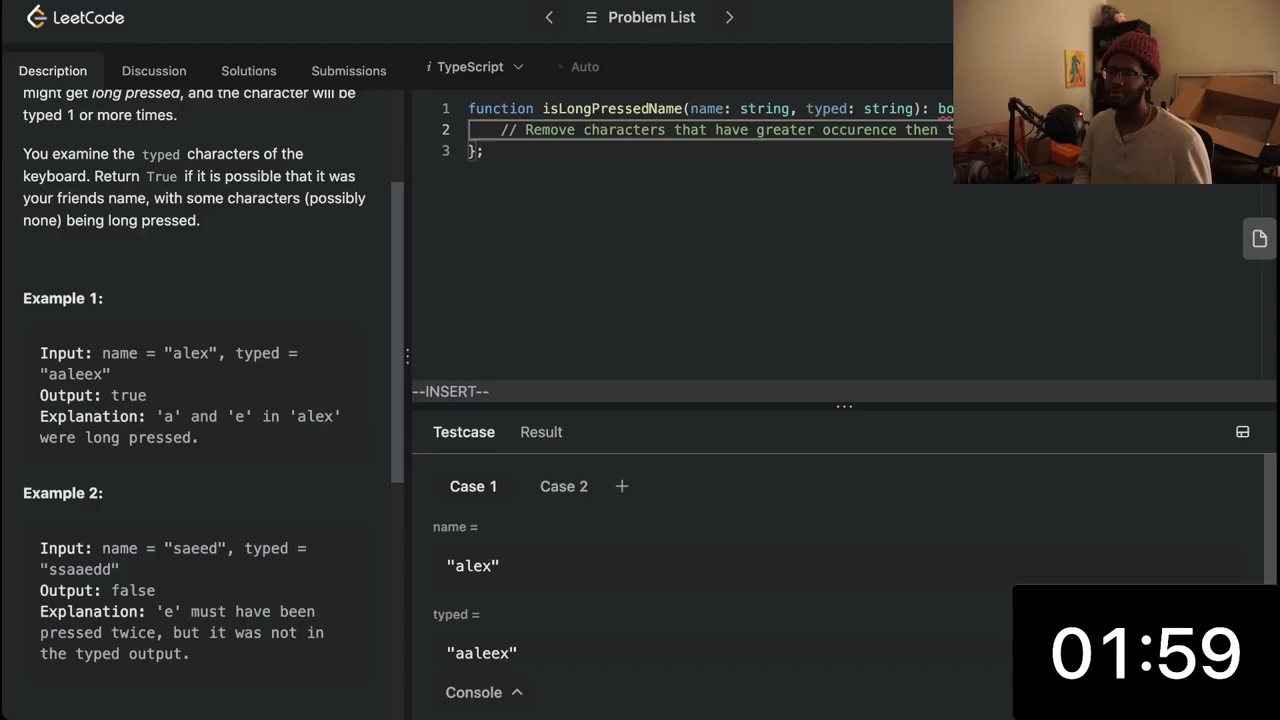 LeetCode
Problem List
Description
Discussion
Solutions
Submissions
might get long pressed, and the character will be
typed 1 or more times.
You examine the typed characters of the
keyboard. Return True if it is possible that it was
your friends name, with some characters (possibly
none) being long pressed.
Example 1:
Input: name = "alex", typed =
"aaleex"
Output: true
Explanation: 'a' and 'e' in 'alex'
were long pressed.
Example 2:
Input: name = "saeed", typed =
"ssaaedd"
Output: false
Explanation: 'e' must have been
pressed twice, but it was not in
the typed output.
i TypeScript
Auto
1 function isLongPressedName(name: string, typed: string): bo
2 // Remove characters that have greater occurence then t
3 };
--INSERT--
Testcase
Result
Case 1
Case 2
name =
"alex"
typed =
"aaleex"
Console
01:59